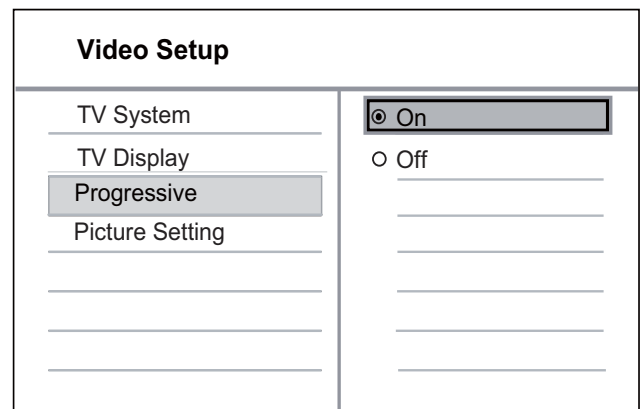 Video Setup
TV System
TV Display
Progressive
Picture Setting
On
Off